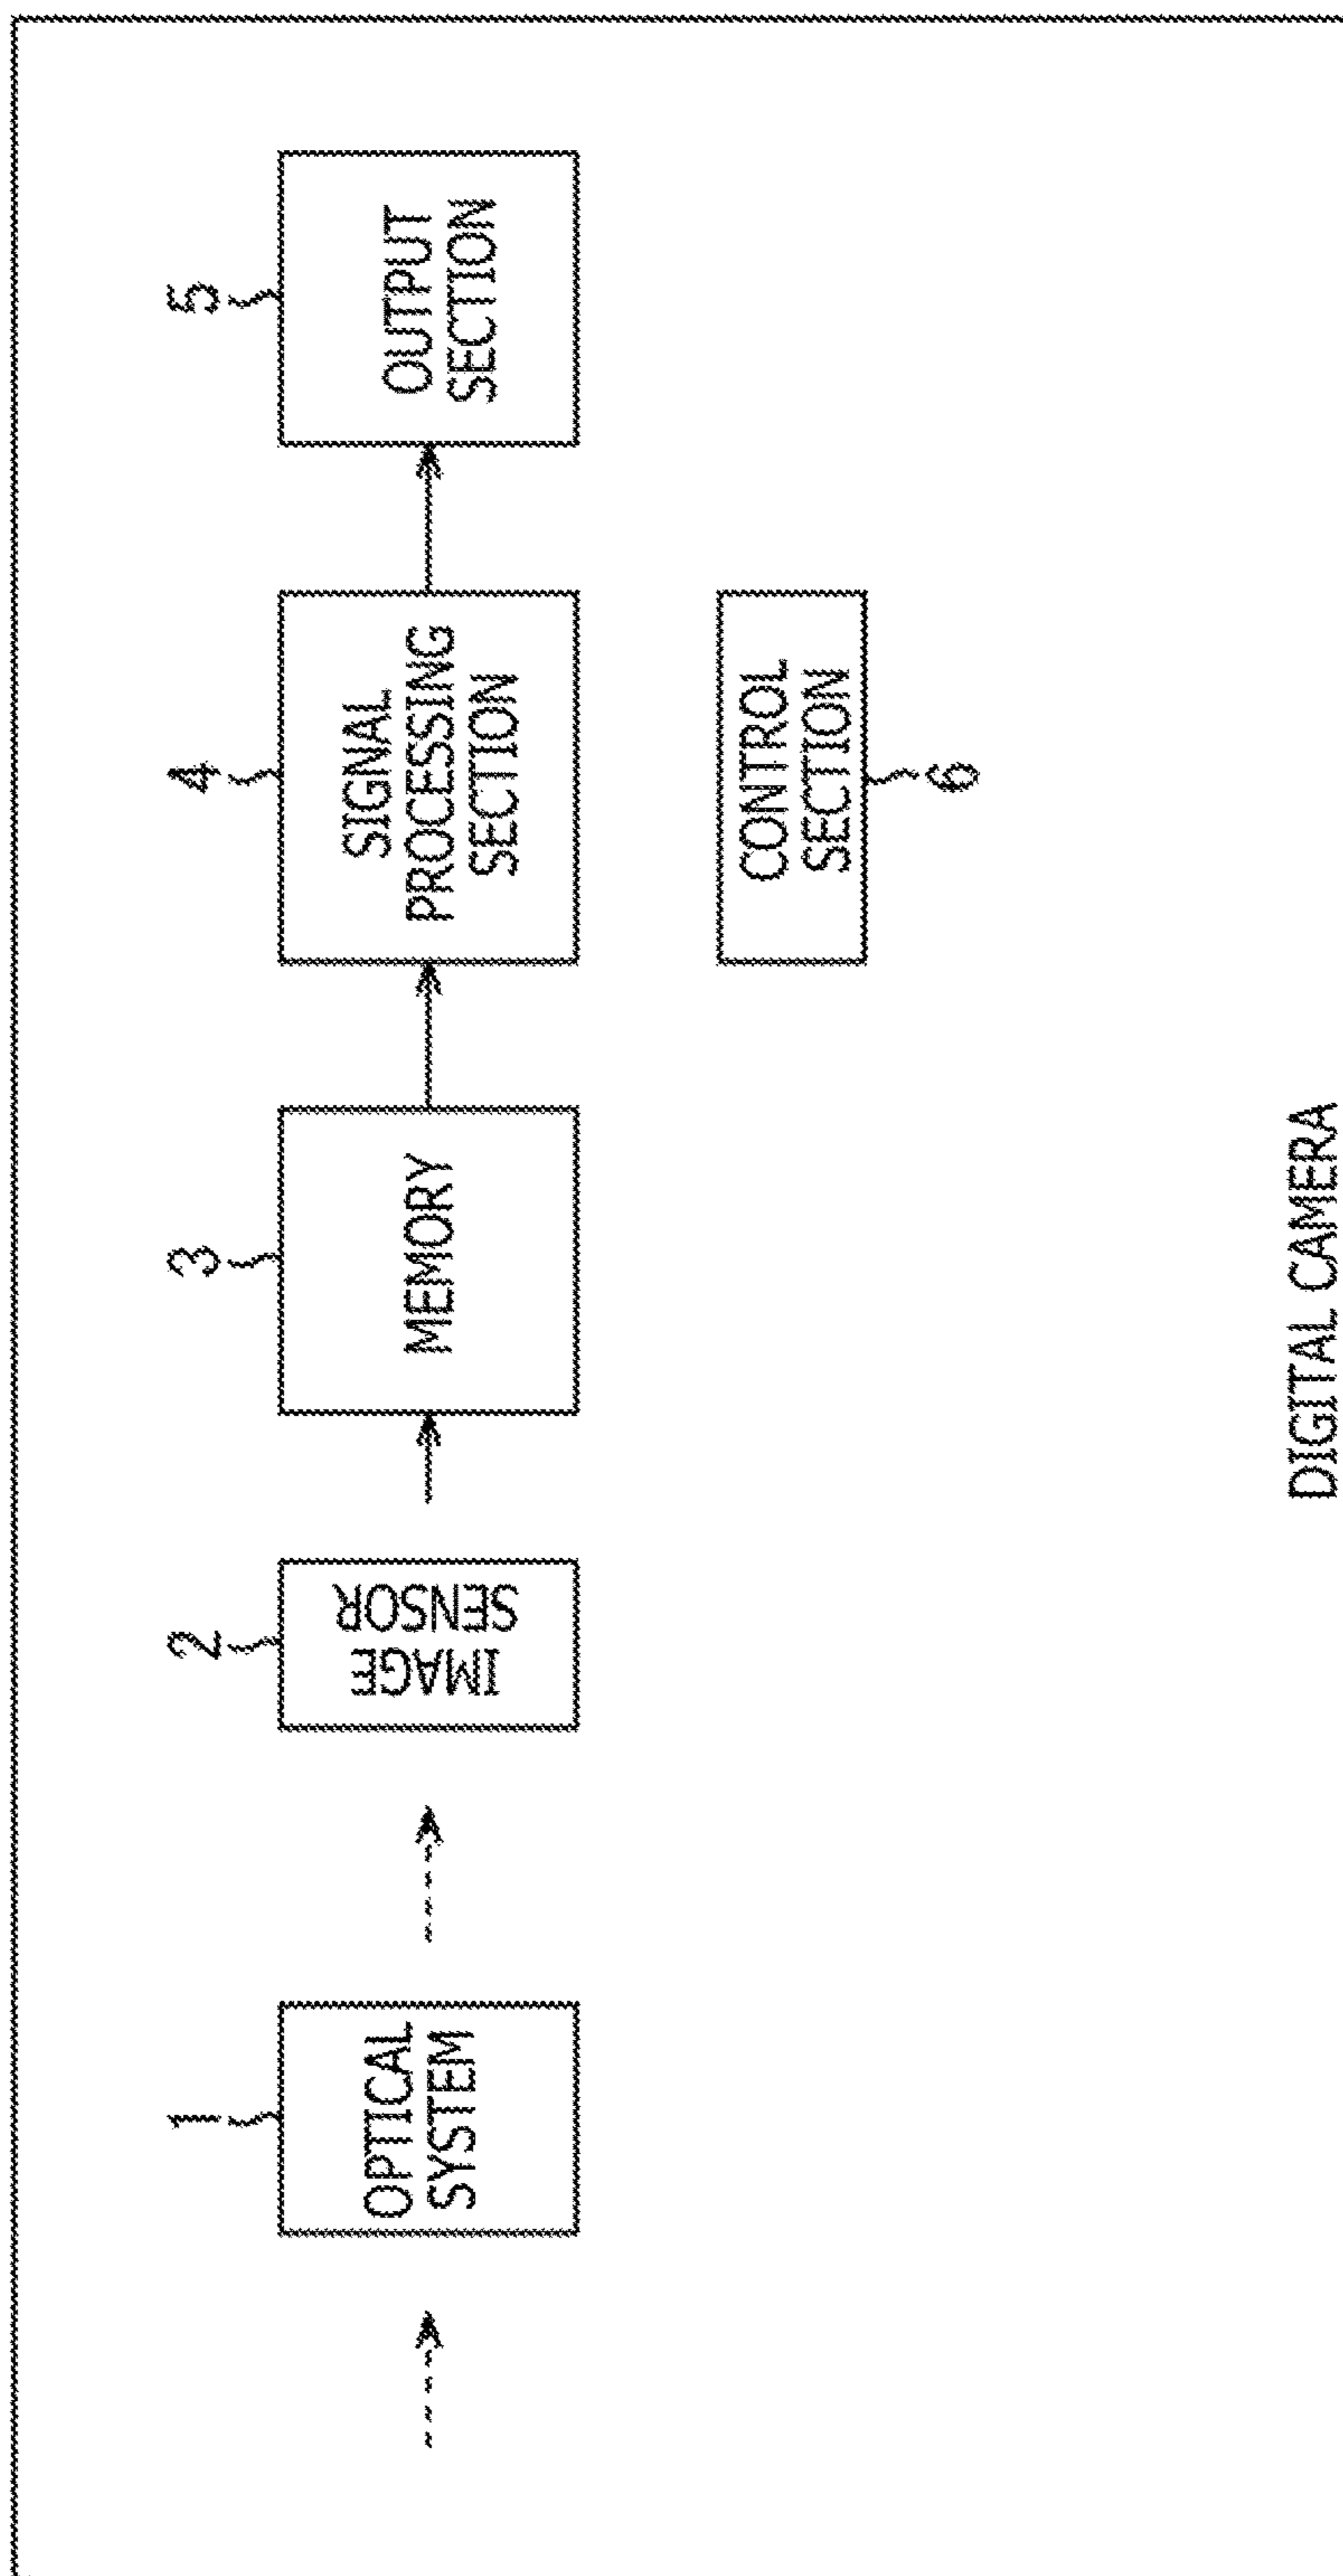 1
OPTICAL
SYSTEM
2
IMAGE
SENSOR
3
MEMORY
4
SIGNAL
PROCESSING
SECTION
5
OUTPUT
SECTION
CONTROL
SECTION
6
DIGITAL CAMERA